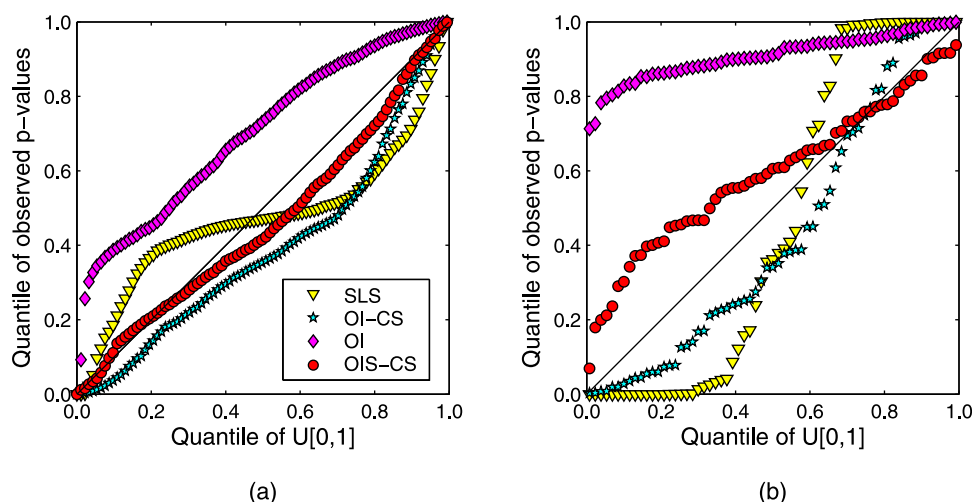 1.0
0.8
0.6
0.4
0.2
0.0
0.0 0.2 0.4 0.6 0.8 1.0
Quantile of observed p-values
Quantile of U[0,1]
SLS
OI-CS
OI
OIS-CS
(a)
1.0
0.8
0.6
0.4
0.2
0.0
0.0 0.2 0.4 0.6 0.8 1.0
Quantile of observed p-values
Quantile of U[0,1]
(b)